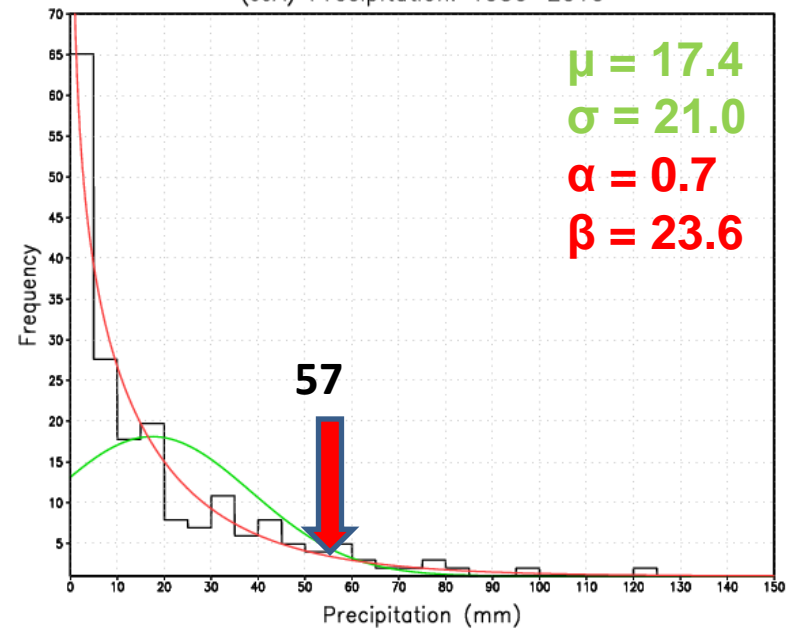 Precipitation: 
70
65
60
55
50
45
40
35
30
25
20
15
10
5
Frequency
μ = 17.4
σ = 21.0
α = 0.7
β = 23.6
57
0 10 20 30 40 50 60 70 80 90 100 110 120 130 140 150
Precipitation (mm)